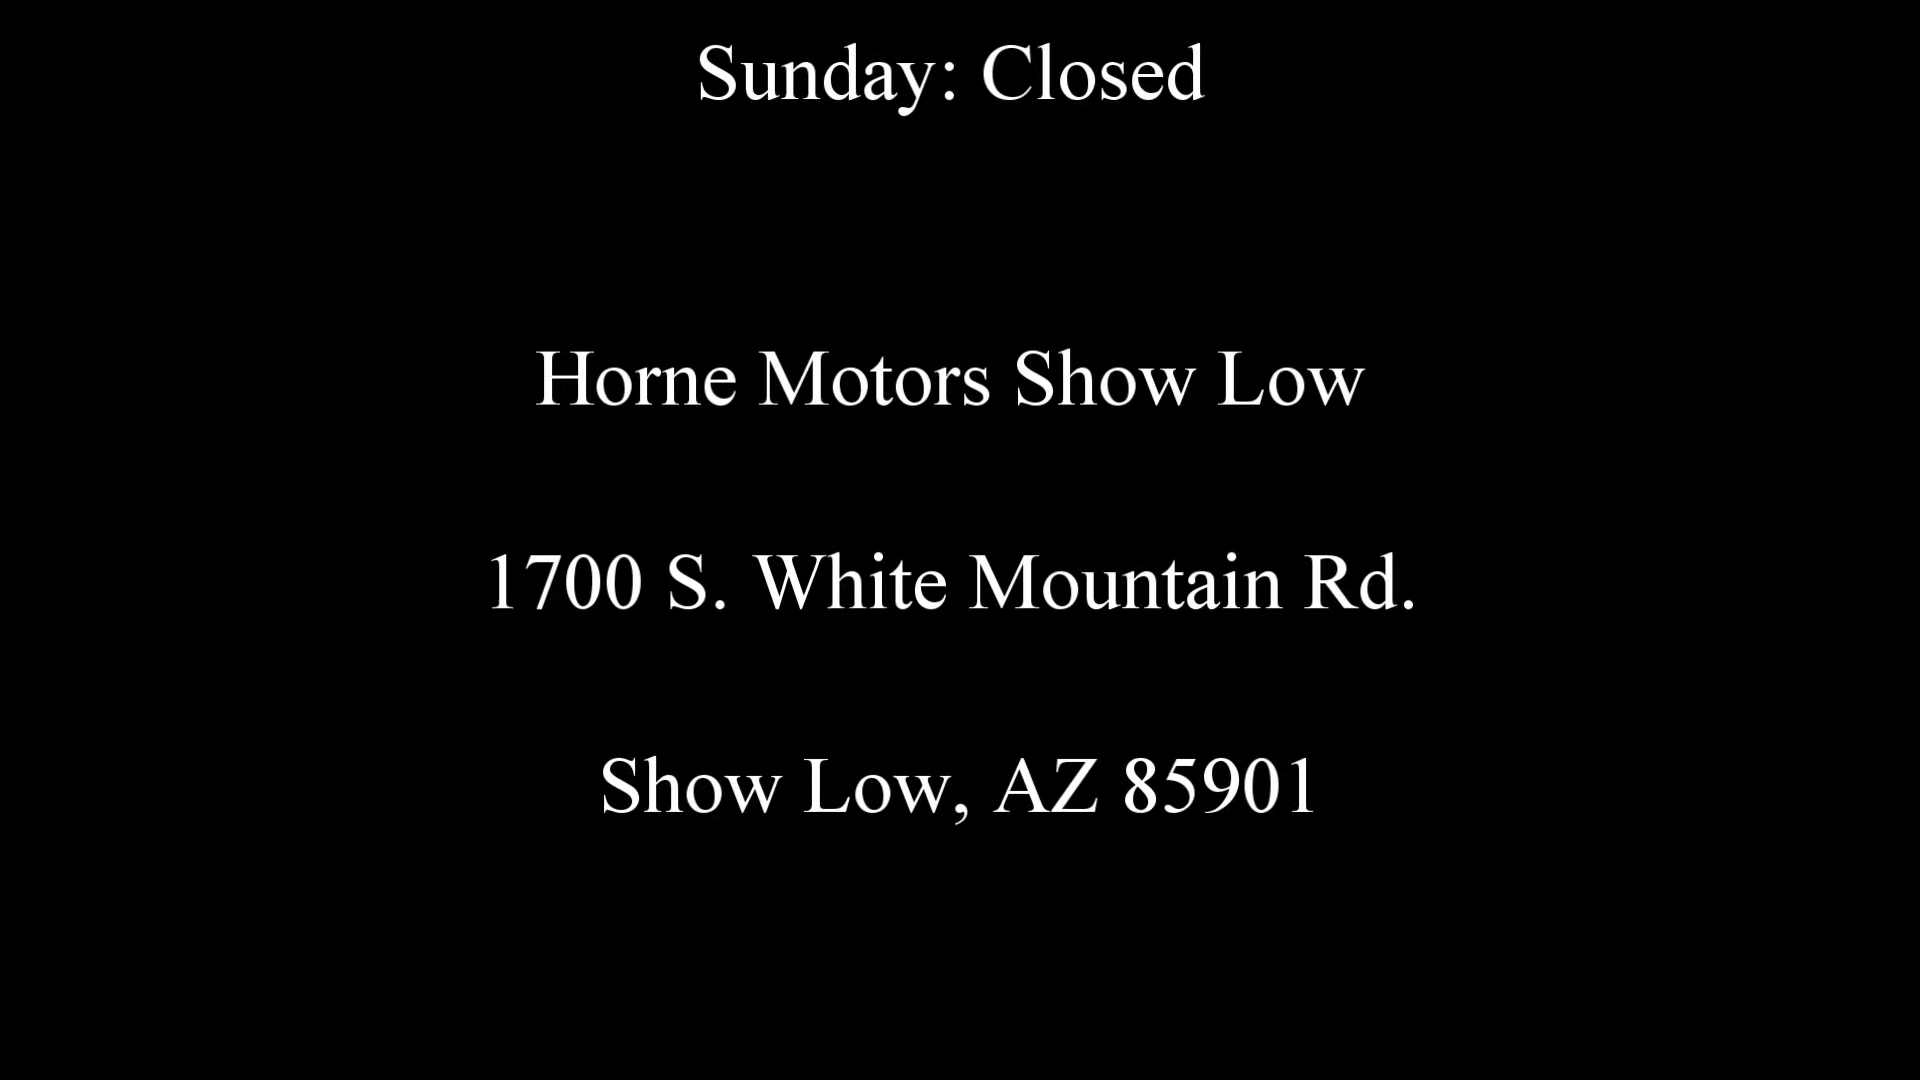 Sunday: Closed
Horne Motors Show Low
1700 S. White Mountain Rd.
Show Low, AZ 85901